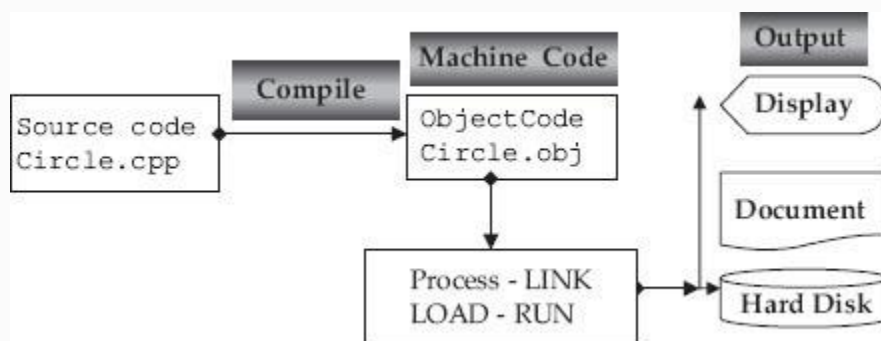 Output
Machine Code
Compile
Display
Source code
Circle.cpp
ObjectCode
Circle.obj
Document
Process - LINK
LOAD - RUN
Hard Disk